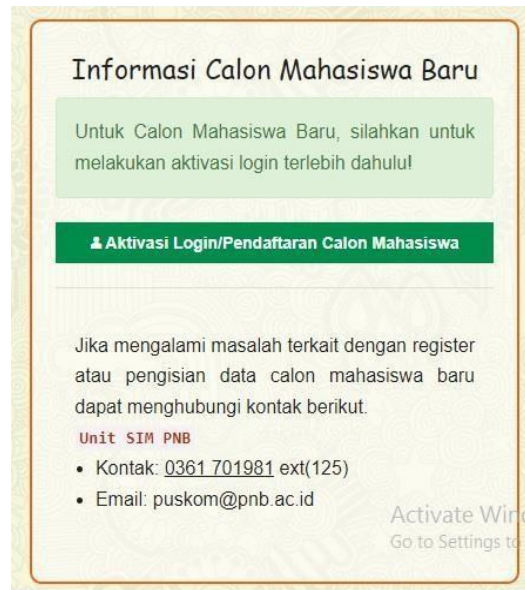 Informasi Calon Mahasiswa Baru
Untuk Calon Mahasiswa Baru, silahkan untuk
melakukan aktivasi login terlebih dahulu!
Aktivasi Login/Pendaftaran Calon Mahasiswa
Jika mengalami masalah terkait dengan register
atau pengisian data calon mahasiswa baru
dapat menghubungi kontak berikut.
Unit SIM PNB
• Kontak: 0361 701981 ext(125)
• Email: puskom@pnb.ac.id
Activate Win
Go to Settings to